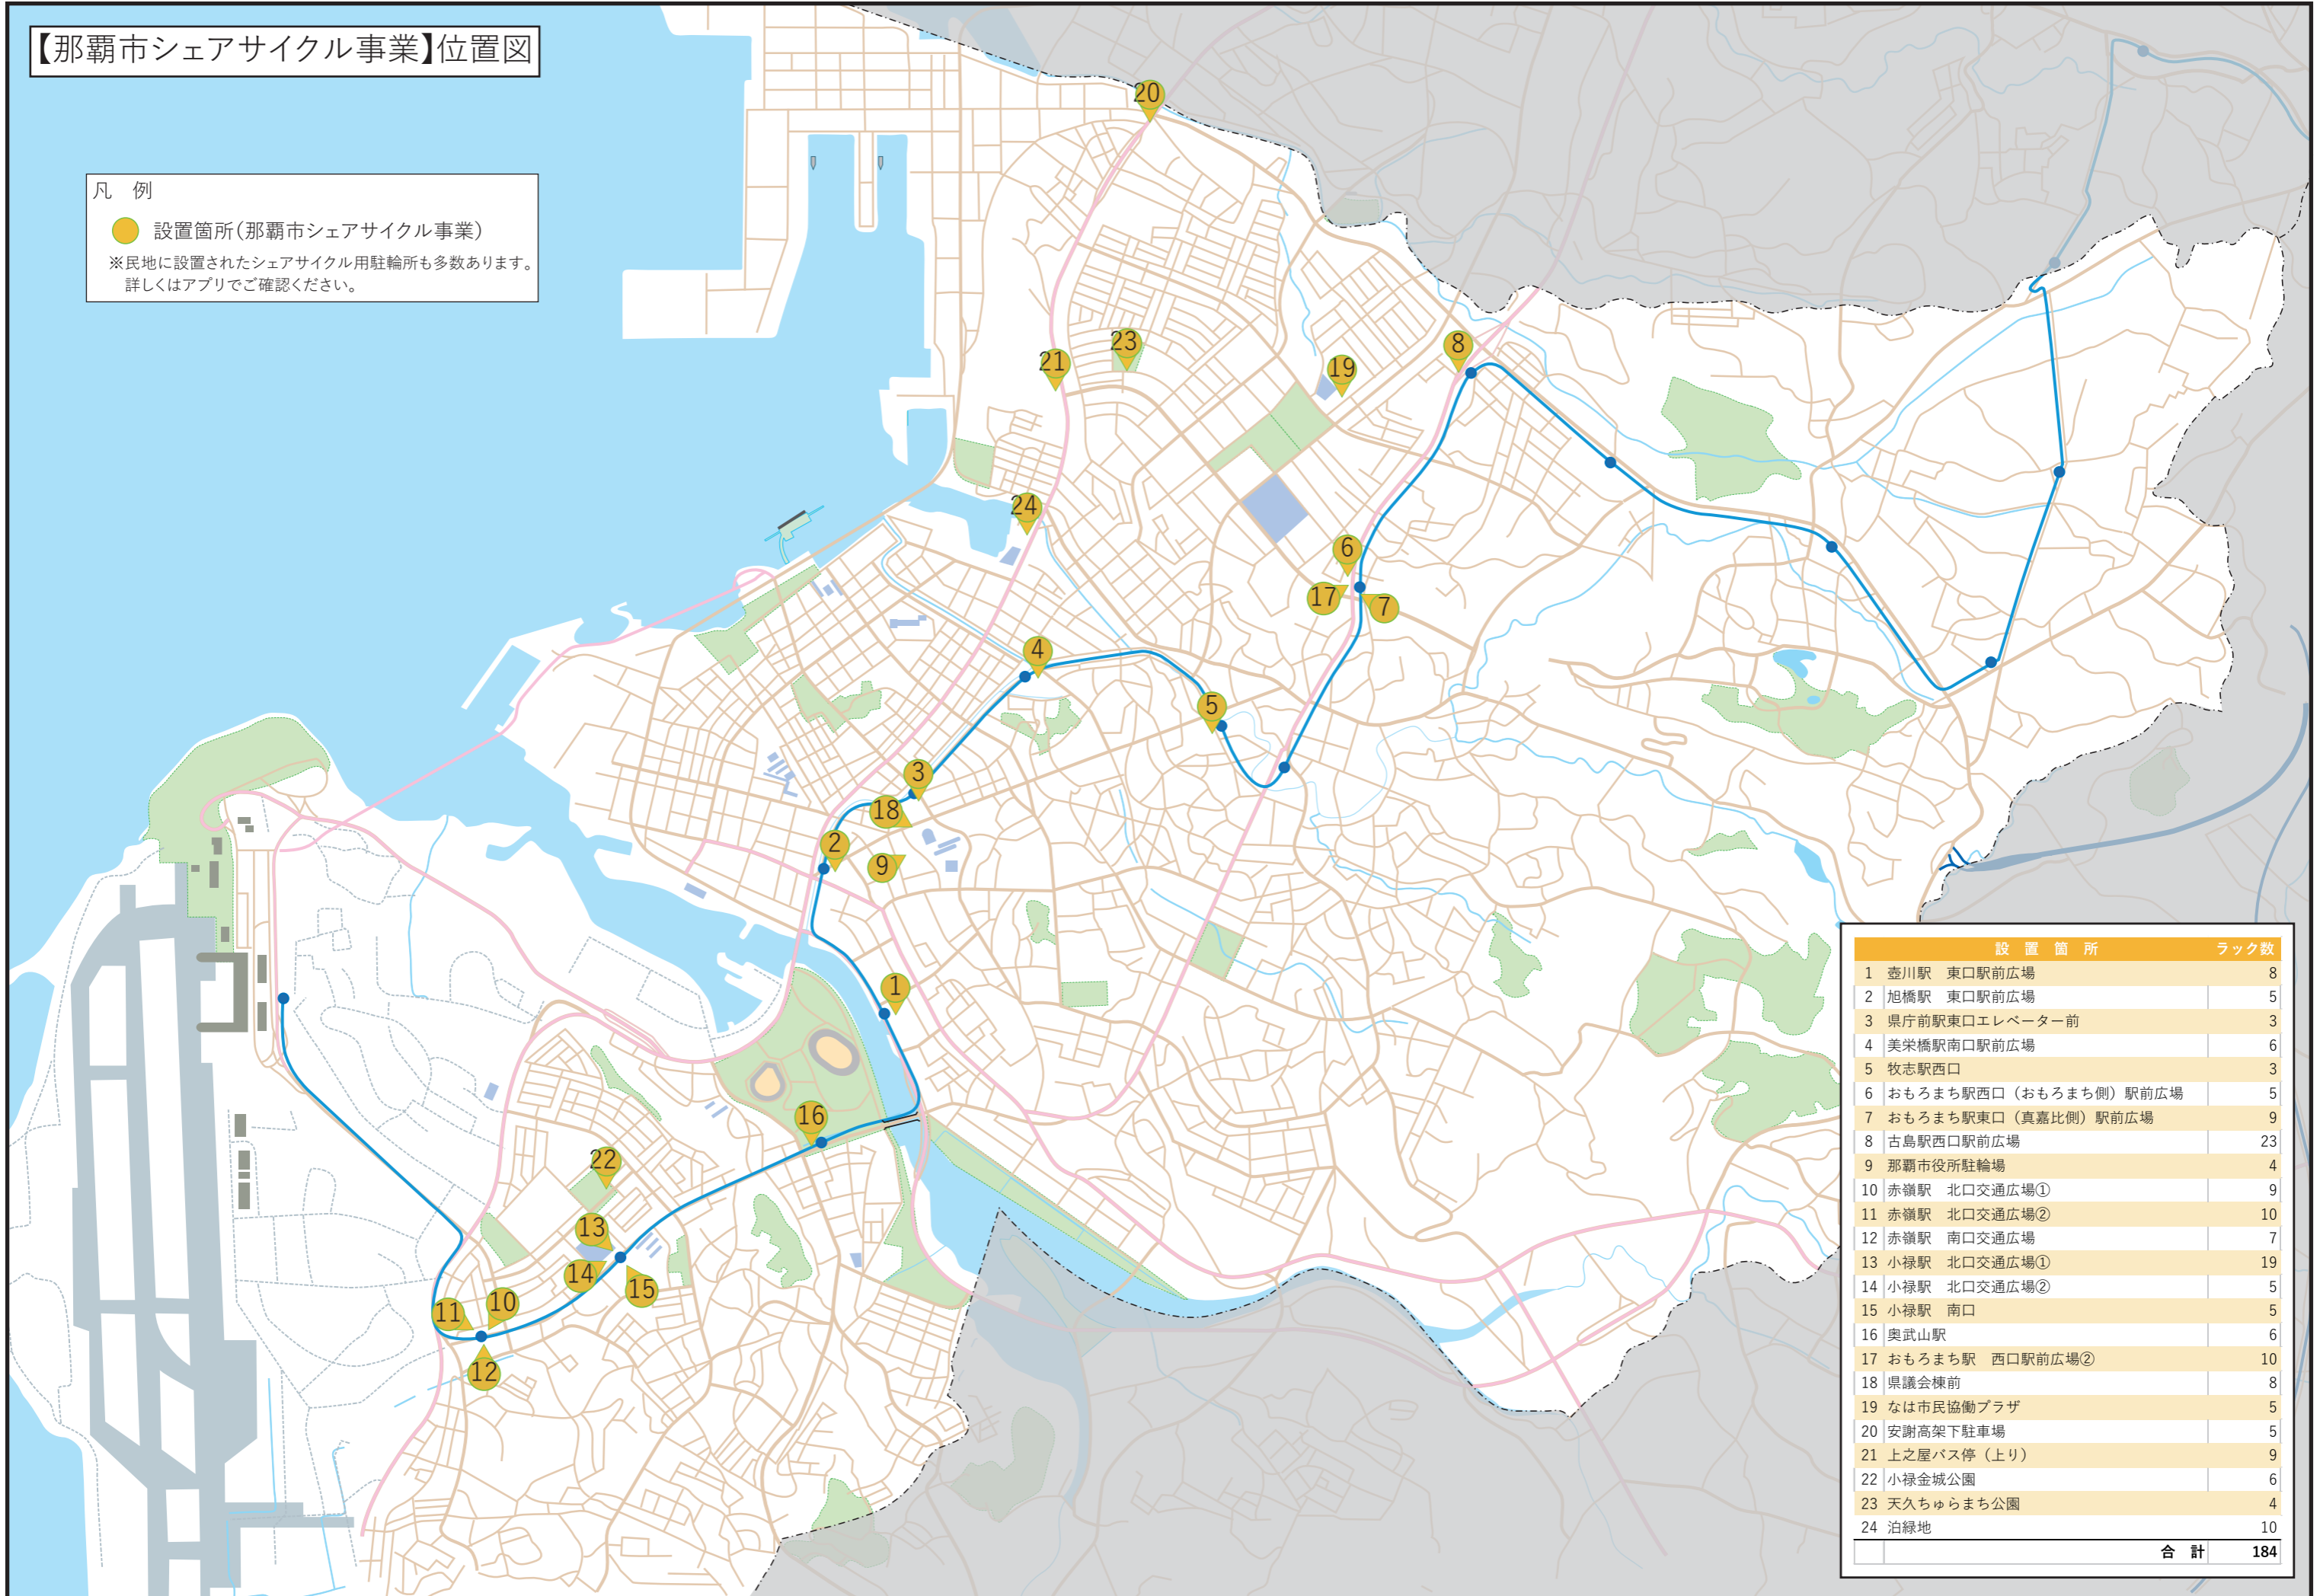 【那覇市シェアサイクル事業】位置図
凡 例
設置箇所(那覇市シェアサイクル事業)
※民地に設置されたシェアサイクル用駐輪所も多数あります。
詳しくはアプリでご確認ください。
20
23
21
8
19
24
6
17
7
4
5
3
18
2
9
1
16
22
13
14
15
10
11
12
設 置 箇 所 ラック数
1 壺川駅 東口駅前広場 8
2 旭橋駅 東口駅前広場 5
3 県庁前駅東口エレベーター前 3
4 美栄橋駅南口駅前広場 6
5 牧志駅西口 3
6 おもろまち駅西口（おもろまち側）駅前広場 5
7 おもろまち駅東口（真嘉比側）駅前広場 9
8 古島駅西口駅前広場 23
9 那覇市役所駐輪場 4
10 赤嶺駅 北口交通広場① 9
11 赤嶺駅 北口交通広場② 10
12 赤嶺駅 南口交通広場 7
13 小禄駅 北口交通広場① 19
14 小禄駅 北口交通広場② 5
15 小禄駅 南口 5
16 奥武山駅 6
17 おもろまち駅 西口駅前広場② 10
18 県議会棟前 8
19 なは市民協働プラザ 5
20 安謝高架下駐車場 5
21 上之屋バス停（上り） 9
22 小禄金城公園 6
23 天久ちゅらまち公園 4
24 泊緑地 10
合 計 184